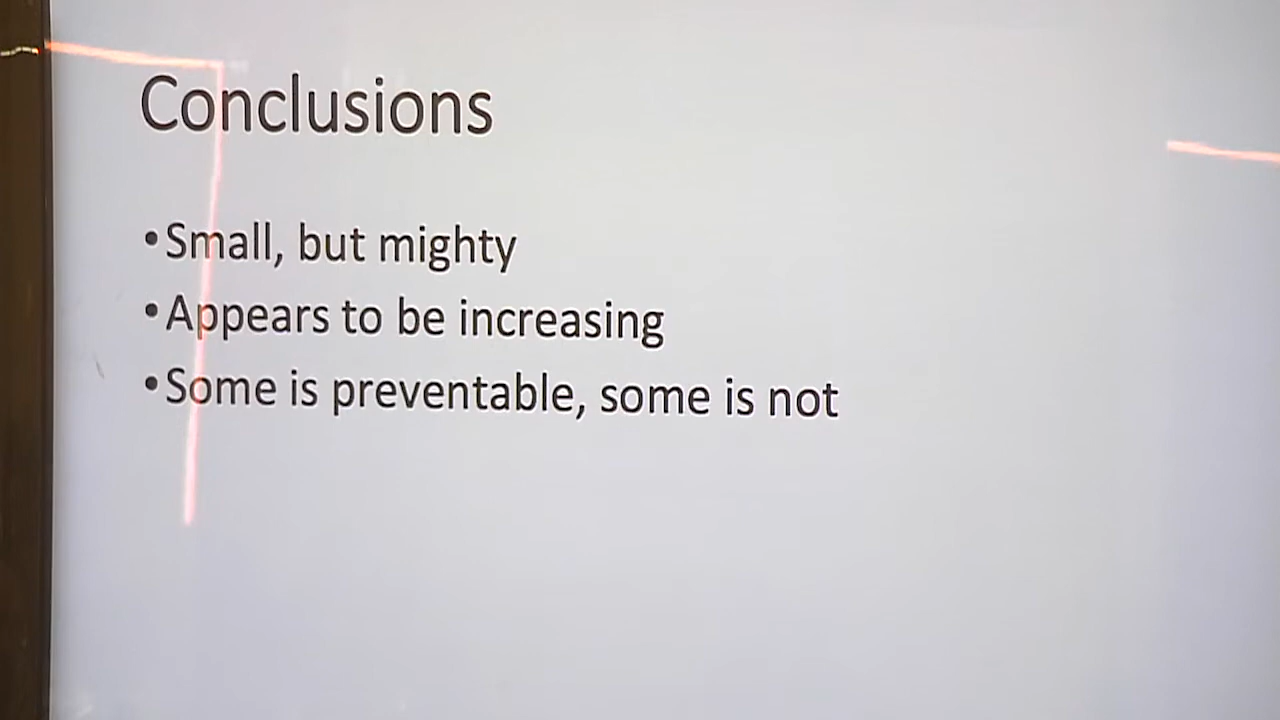 Conclusions
•Small, but mighty
•Appears to be increasing
•Some is preventable, some is not